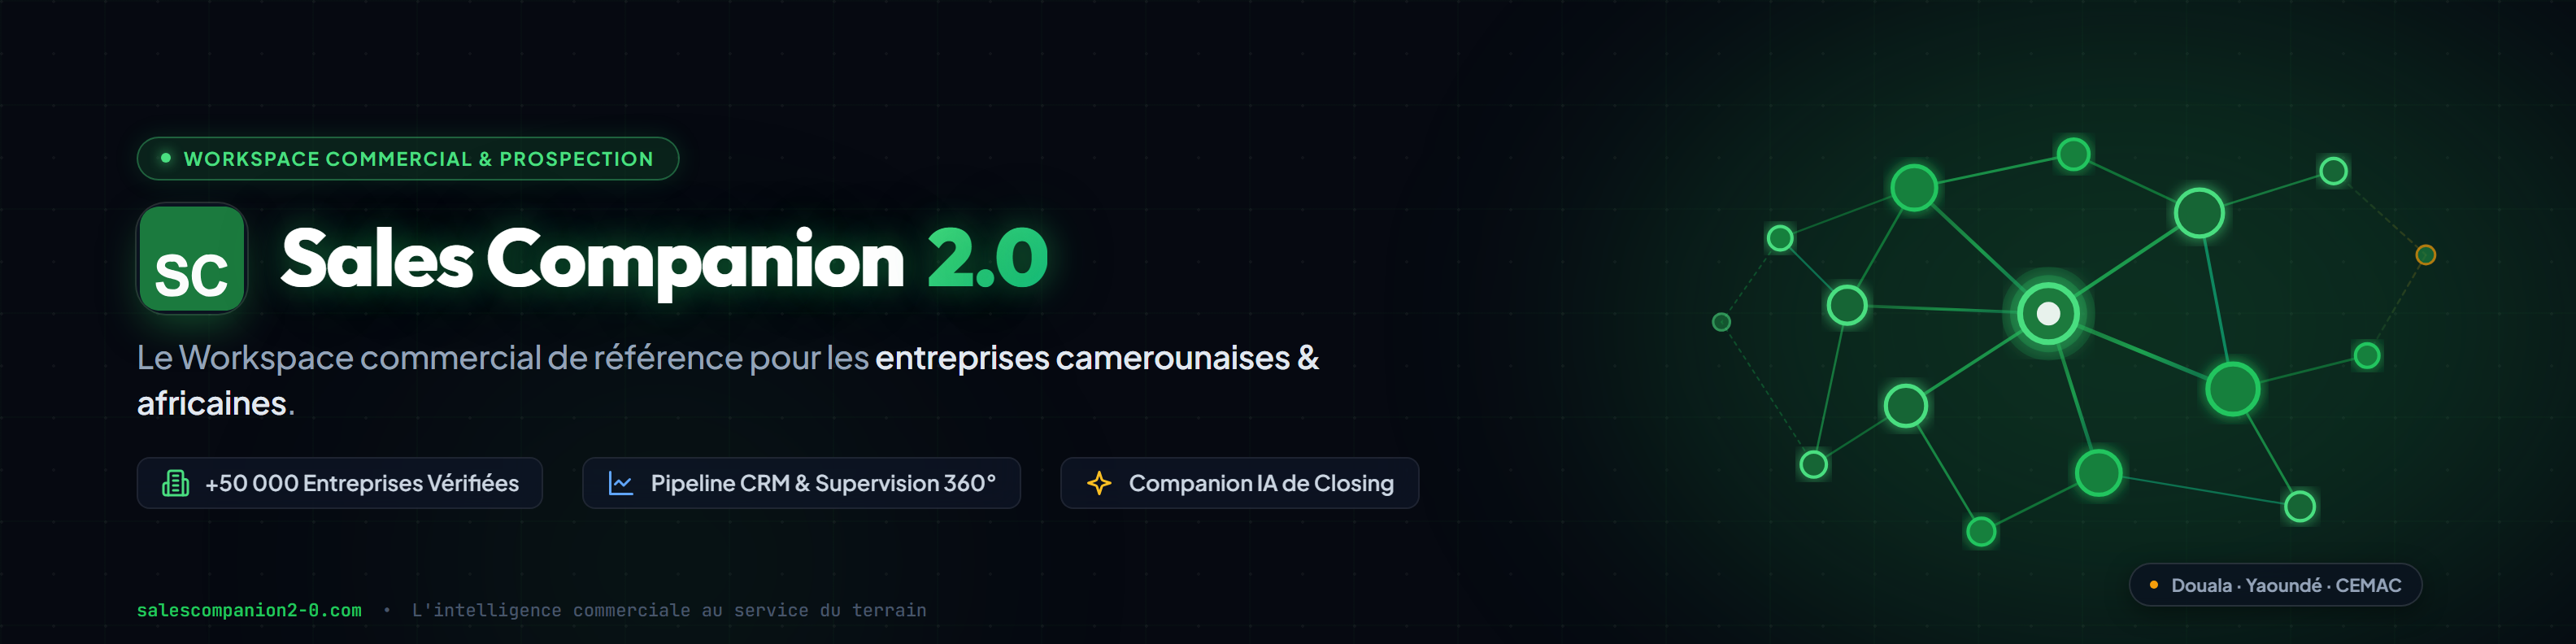 WORKSPACE COMMERCIAL & PROSPECTION
SC
Sales Companion 2.0
Le Workspace commercial de référence pour les entreprises camerounaises &
africaines.
+50 000 Entreprises Vérifiées
Pipeline CRM & Supervision 360°
Companion IA de Closing
salescompanion2-0.com • L'intelligence commerciale au service du terrain
Douala · Yaoundé · CEMAC